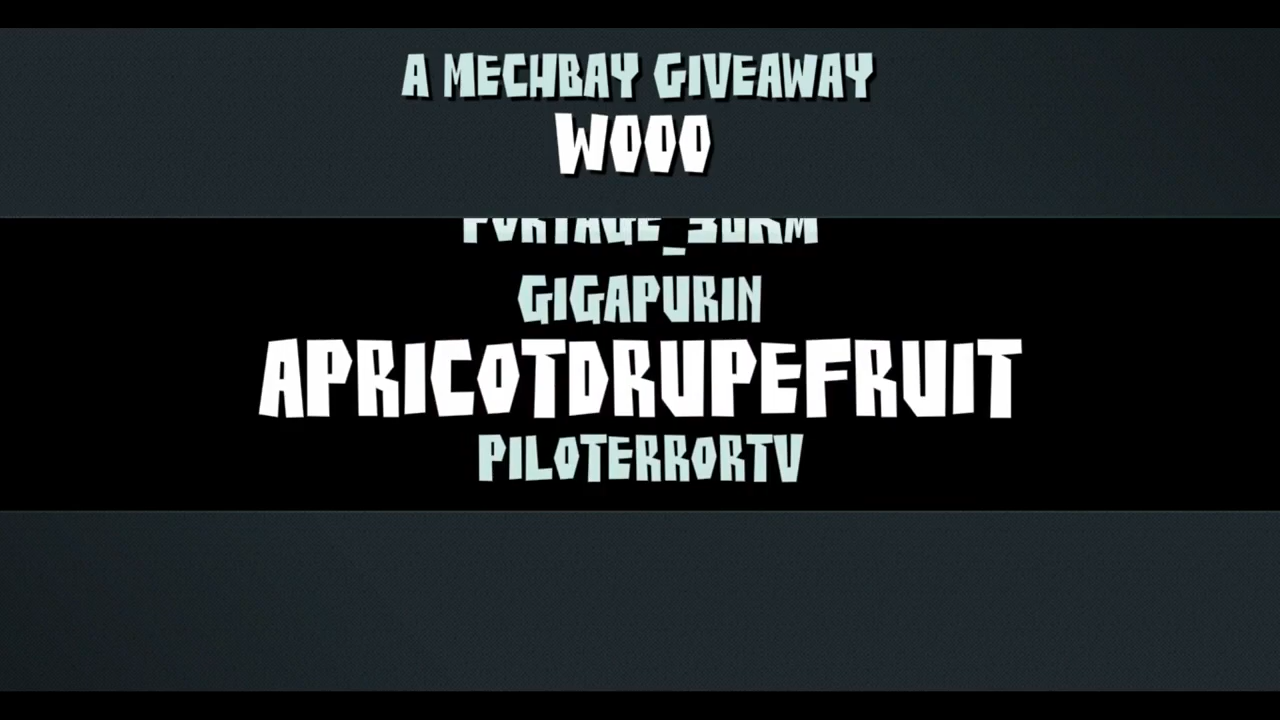 A MECHBAY GIVEAWAY
WOOO
GIGAPURIN
APRICOTDRUPEFRUIT
PILOTERRORTV